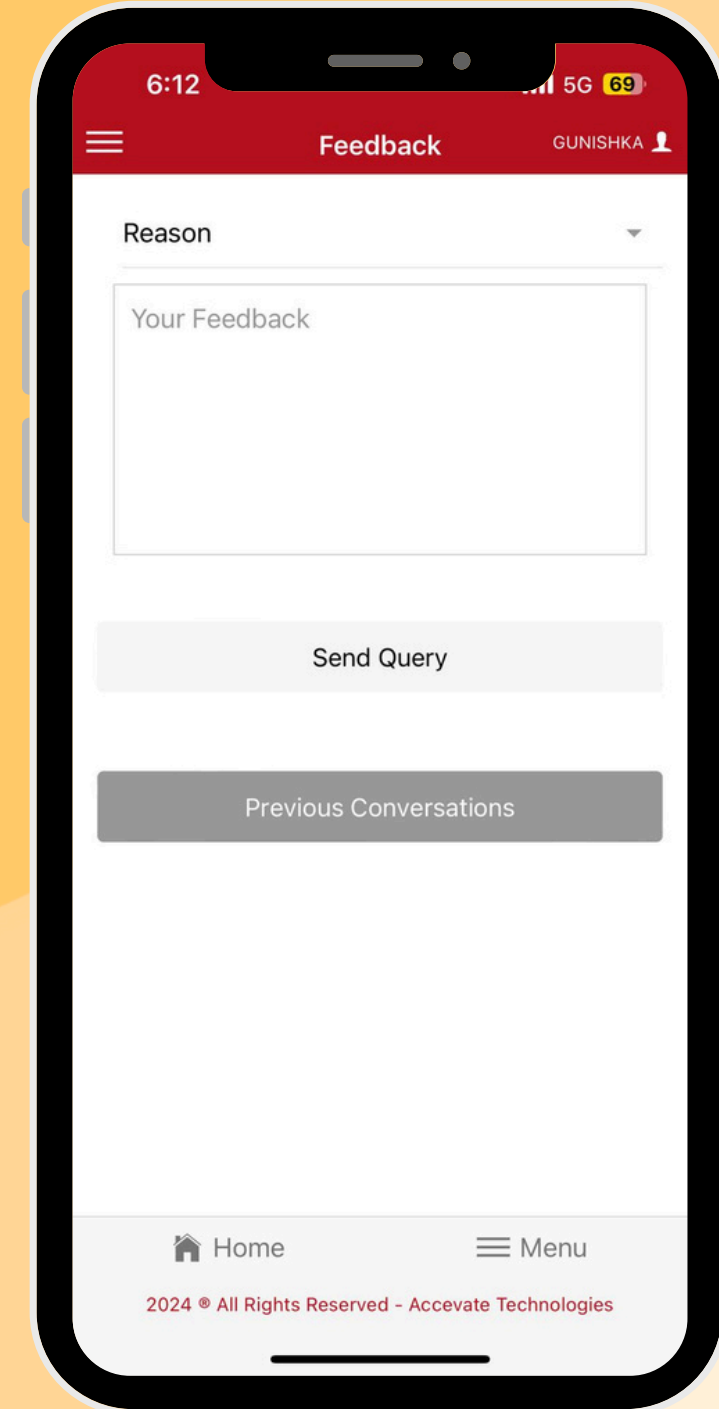 6:12 5G 69
Feedback GUNISHKA
Reason
Your Feedback
Send Query
Previous Conversations
Home Menu
2024 ® All Rights Reserved - Accevate Technologies